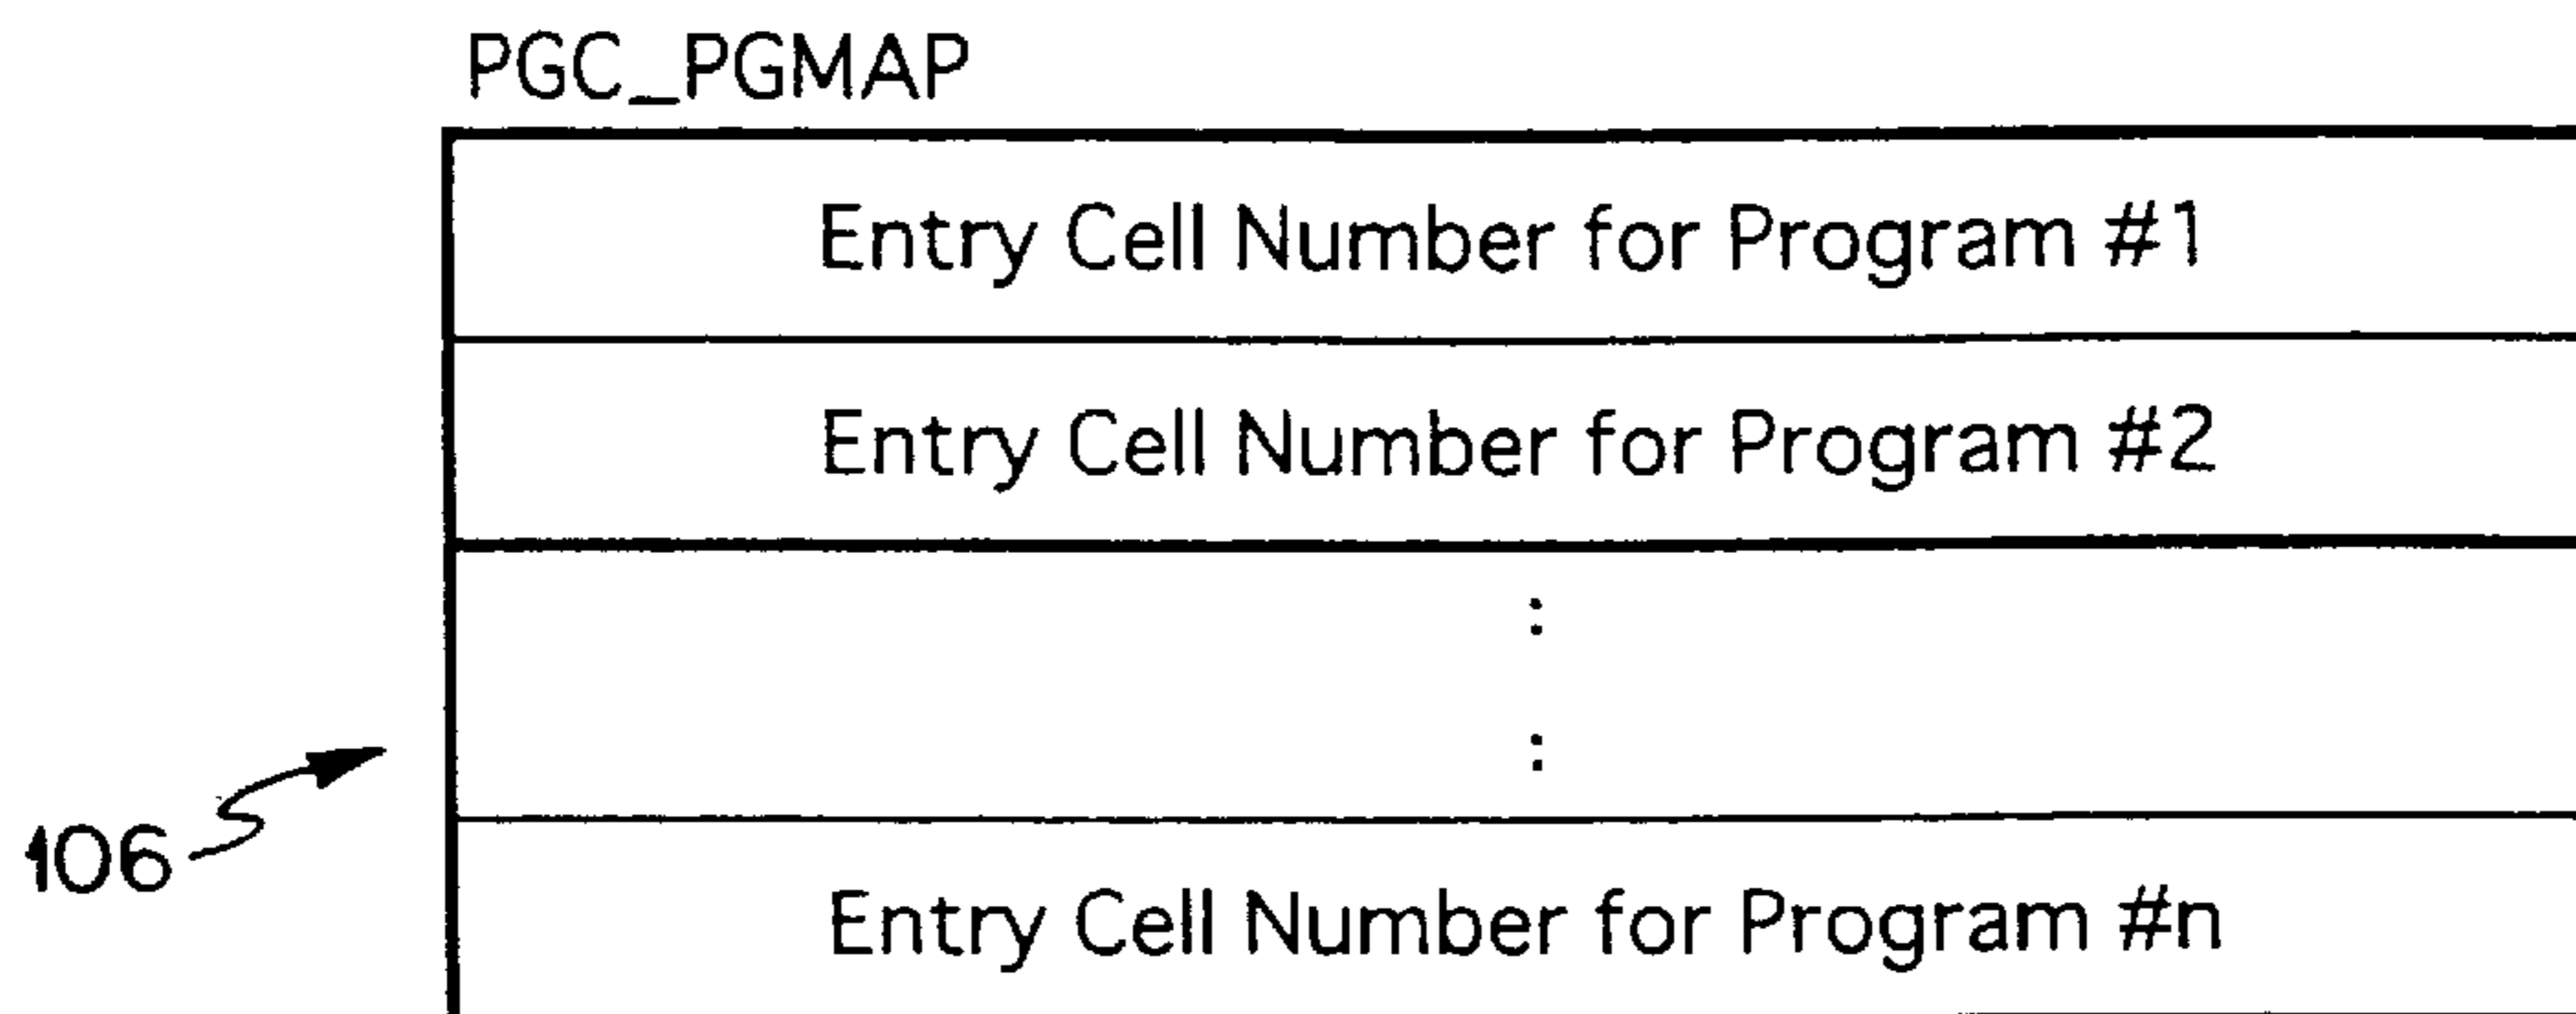 PGC_PGMAP
Entry Cell Number for Program #1
Entry Cell Number for Program #2
:
:
106
Entry Cell Number for Program #n